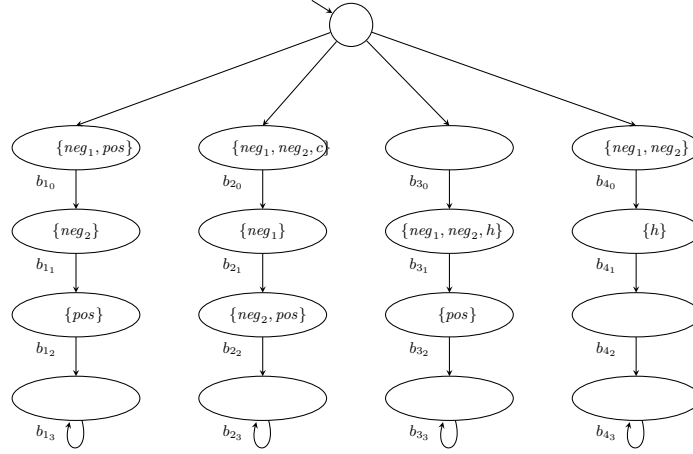 {neg₁, pos} {neg₁, neg₂, c} {neg₁, neg₂}
b₁₀ b₂₀ b₃₀ b₄₀
{neg₂} {neg₁} {neg₁, neg₂, h} {h}
b₁₁ b₂₁ b₃₁ b₄₁
{pos} {neg₂, pos} {pos}
b₁₂ b₂₂ b₃₂ b₄₂
b₁₃ b₂₃ b₃₃ b₄₃